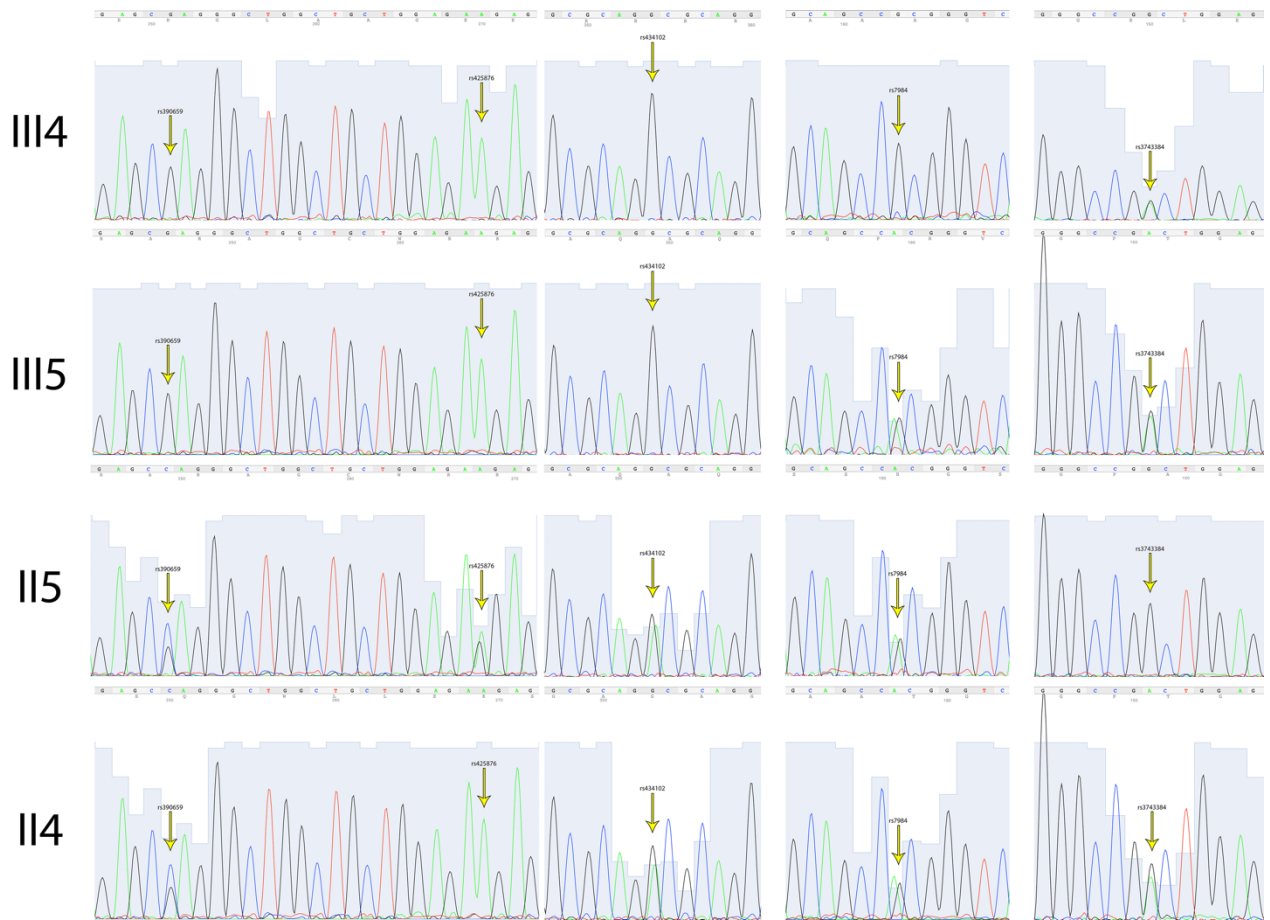 G A G C G A G G G C T G G C T G C T G G A G A A G A G
G C G C A G G C G C A G G
G C A G C C G C G G G T C
G G G C C G G C T G G A G
III4
rs390659
rs425876
rs434102
rs7984
rs3743384
G A G C G A G G G C T G G C T G C T G G A G A A G A G
G C G C A G G C G C A G G
G C A G C C A C G G G T C
G G G C C G A C T G G A G
III5
rs390659
rs425876
rs434102
rs7984
rs3743384
G A G C C A G G G C T G G C T G C T G G A G A A G A G
G C G C A G G C G C A G G
G C A G C C A C G G G T C
G G G C C G G C T G G A G
II5
rs390659
rs425876
rs434102
rs7984
rs3743384
G A G C C A G G G C T G G C T G C T G G A G A A G A G
G C G C A G G C G C A G G
G C A G C C A C G G G T C
G G G C C G A C T G G A G
II4
rs390659
rs425876
rs434102
rs7984
rs3743384